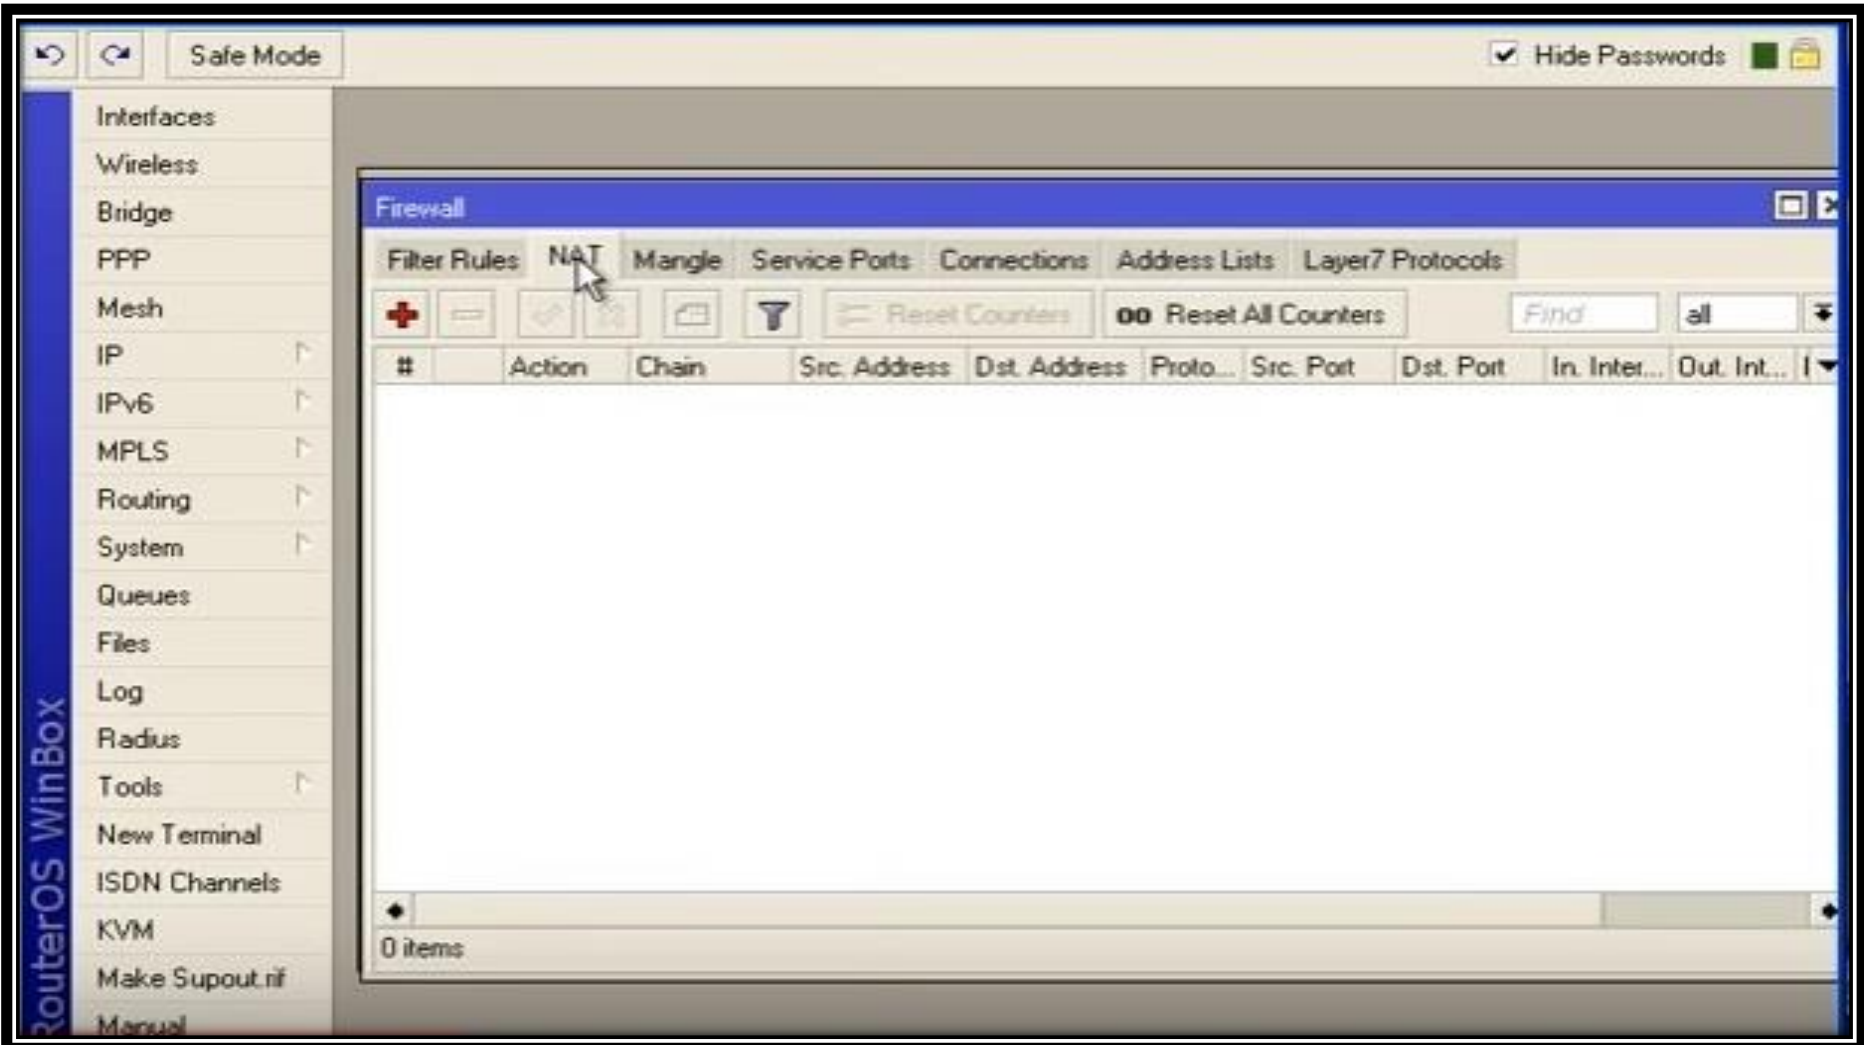 Safe Mode
Hide Passwords
Interfaces
Wireless
Bridge
PPP
Mesh
IP
IPv6
MPLS
Routing
System
Queues
Files
Log
Radius
Tools
New Terminal
ISDN Channels
KVM
Make Supout.rif
Manual
RouterOS WinBox
Firewall
Filter Rules NAT Mangle Service Ports Connections Address Lists Layer7 Protocols
Reset Counters 00 Reset All Counters Find all
# Action Chain Src. Address Dst. Address Proto... Src. Port Dst. Port In. Inter... Out. Int...
0 items